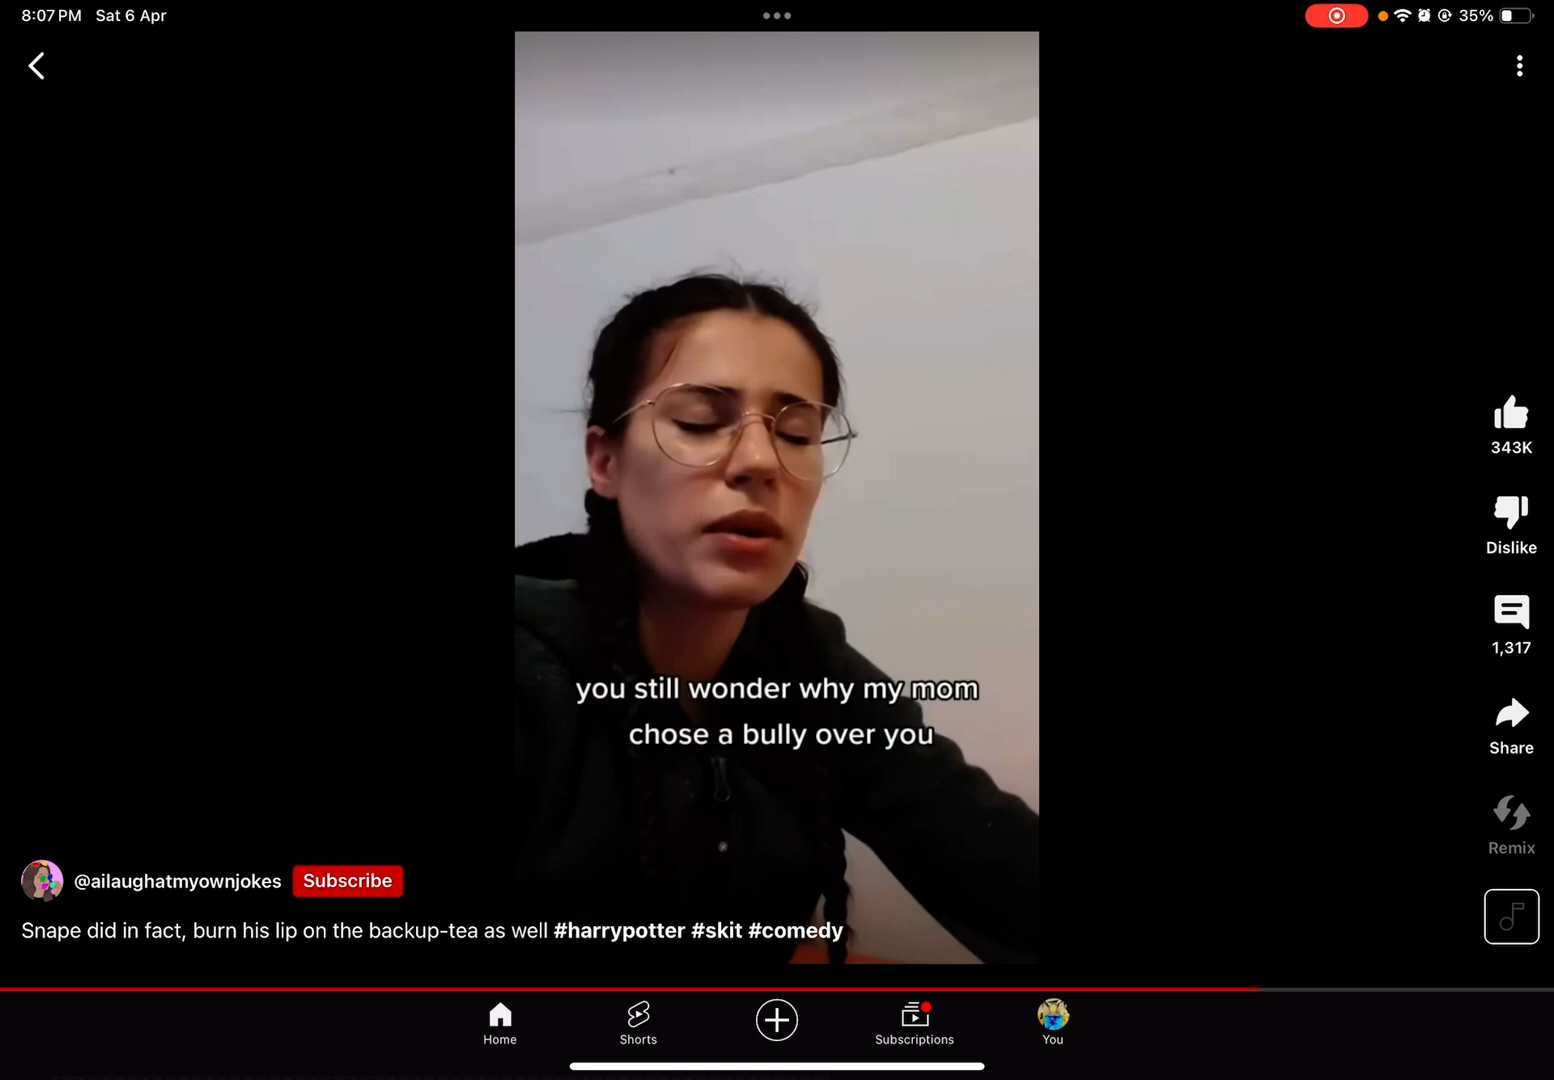 8:07 PM Sat 6 Apr
35%
you still wonder why my mom
chose a bully over you
343K
Dislike
1,317
Share
Remix
@ailaughatmyownjokes Subscribe
Snape did in fact, burn his lip on the backup-tea as well #harrypotter #skit #comedy
Home Shorts Subscriptions You